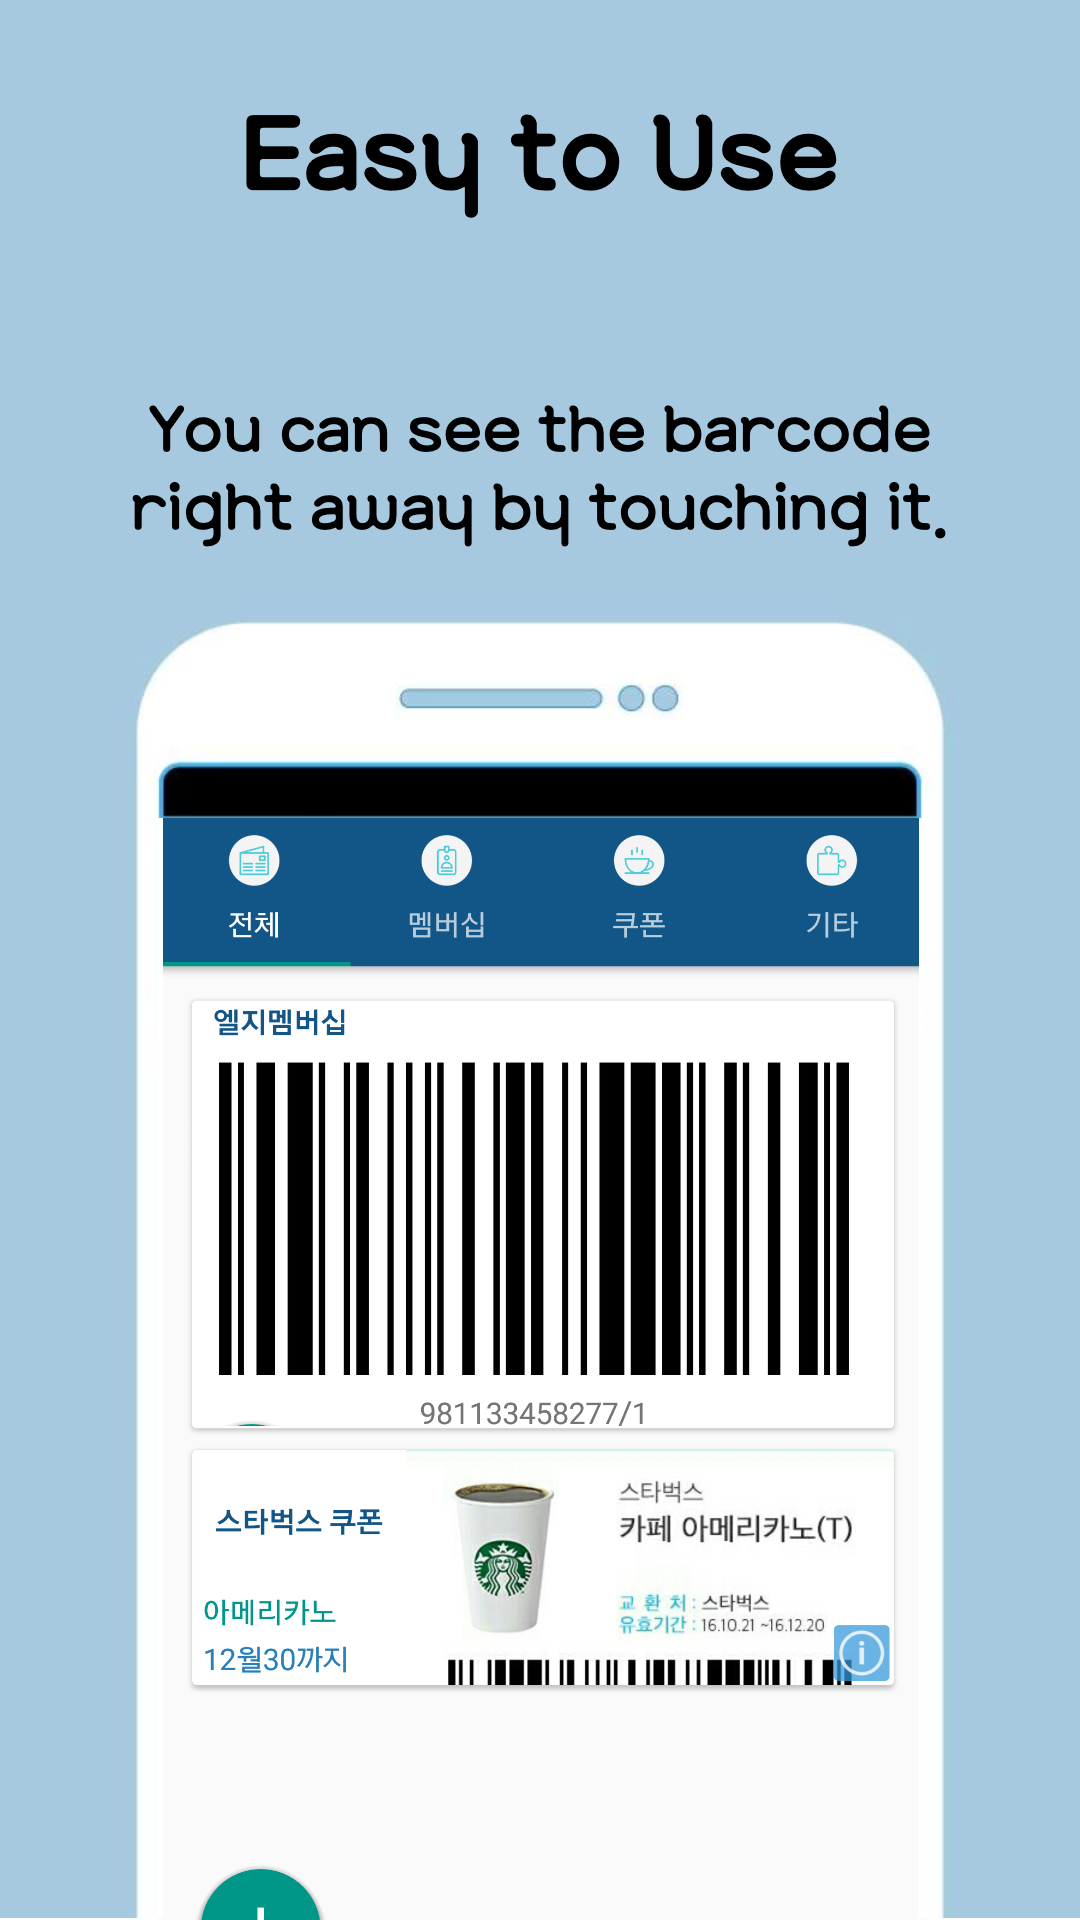 Easy to Use
You can see the barcode
right away by touching it.
전체
멤버십
쿠폰
기타
엘지멤버십
981133458277/1
스타벅스 쿠폰
아메리카노
12월30까지
스타벅스
카페 아메리카노(T)
교 환 처 : 스타벅스
유효기간 : 16.10.21 ~16.12.20